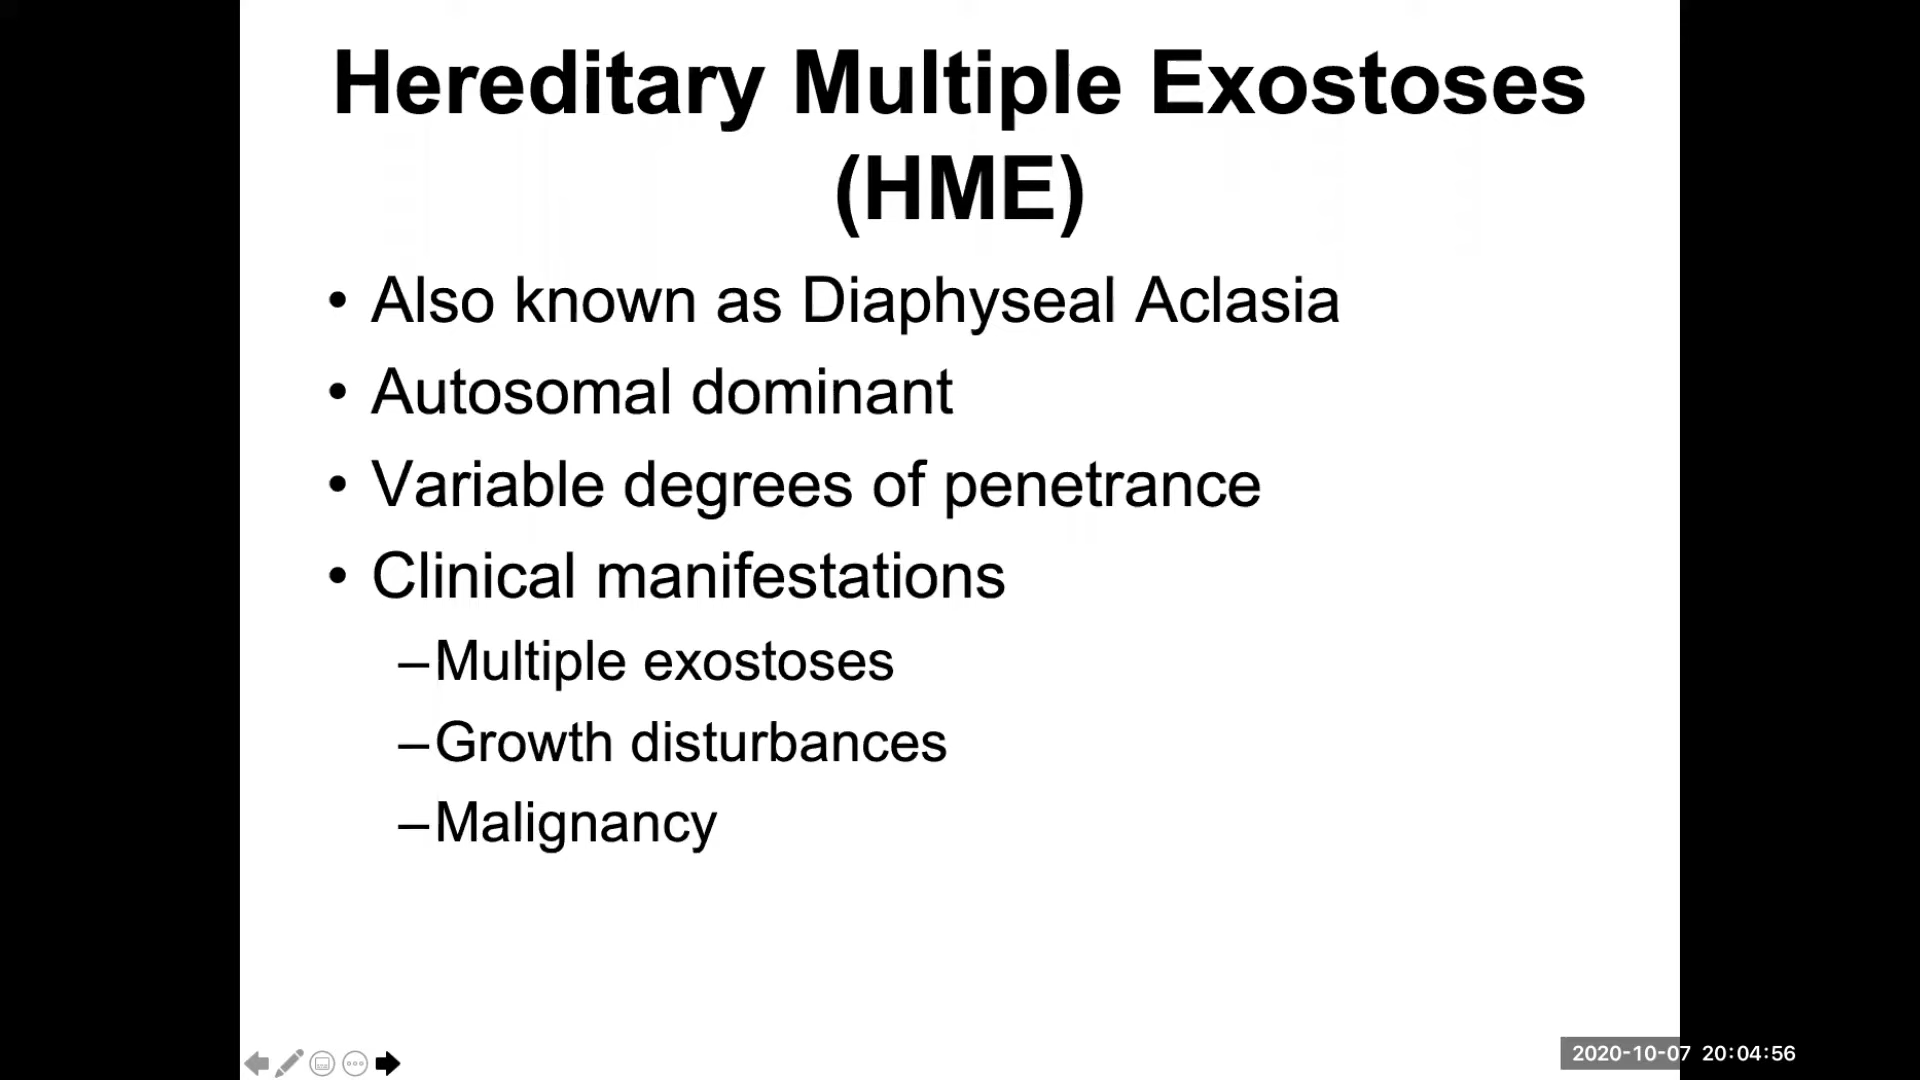 Hereditary Multiple Exostoses
(HME)
• Also known as Diaphyseal Aclasia
• Autosomal dominant
• Variable degrees of penetrance
• Clinical manifestations
–Multiple exostoses
–Growth disturbances
–Malignancy
2020-10-07 20:04:56